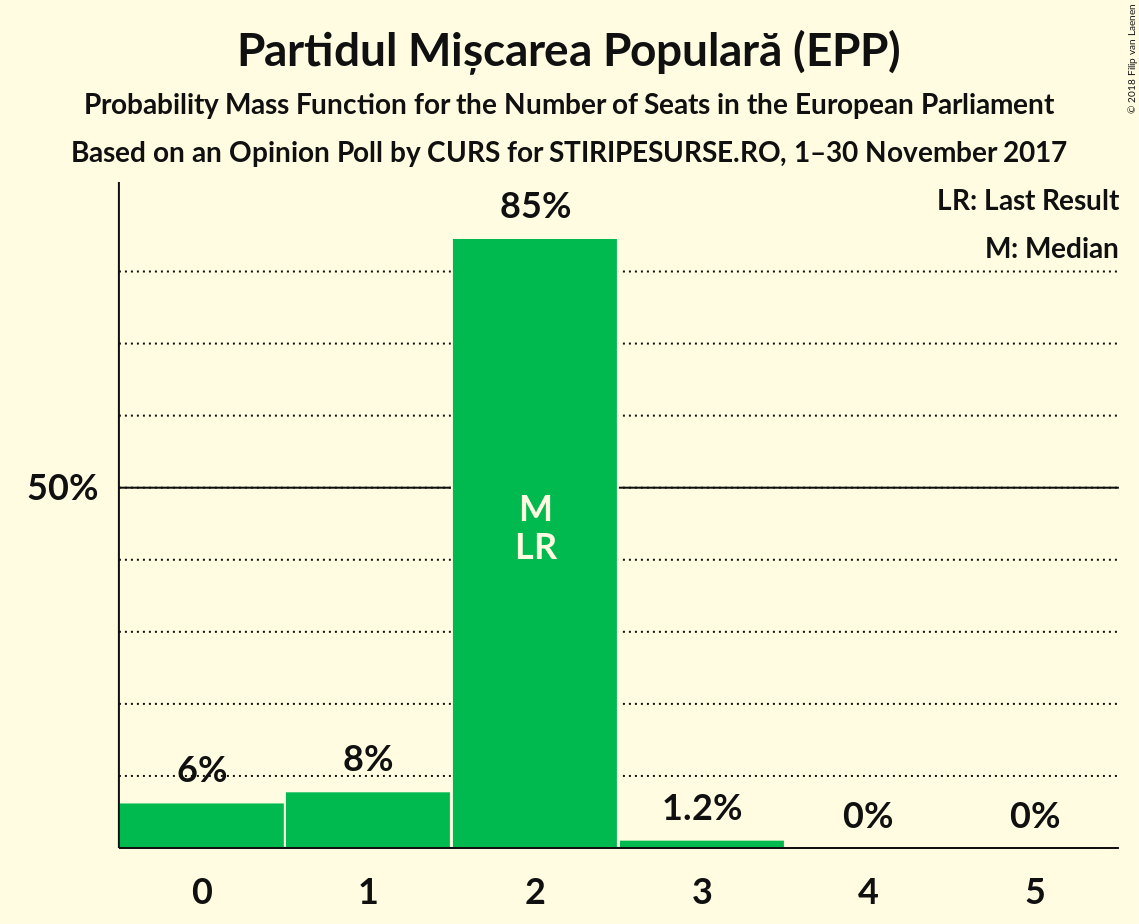 Partidul Mișcarea Populară (EPP)
Probability Mass Function for the Number of Seats in the European Parliament
Based on an Opinion Poll by CURS for STIRIPESURSE.RO, 1–30 November 2017
© 2018 Filip van Laenen
LR: Last Result
M: Median
85%
50%
M
LR
6%
8%
1.2%
0%
0%
0
1
2
3
4
5